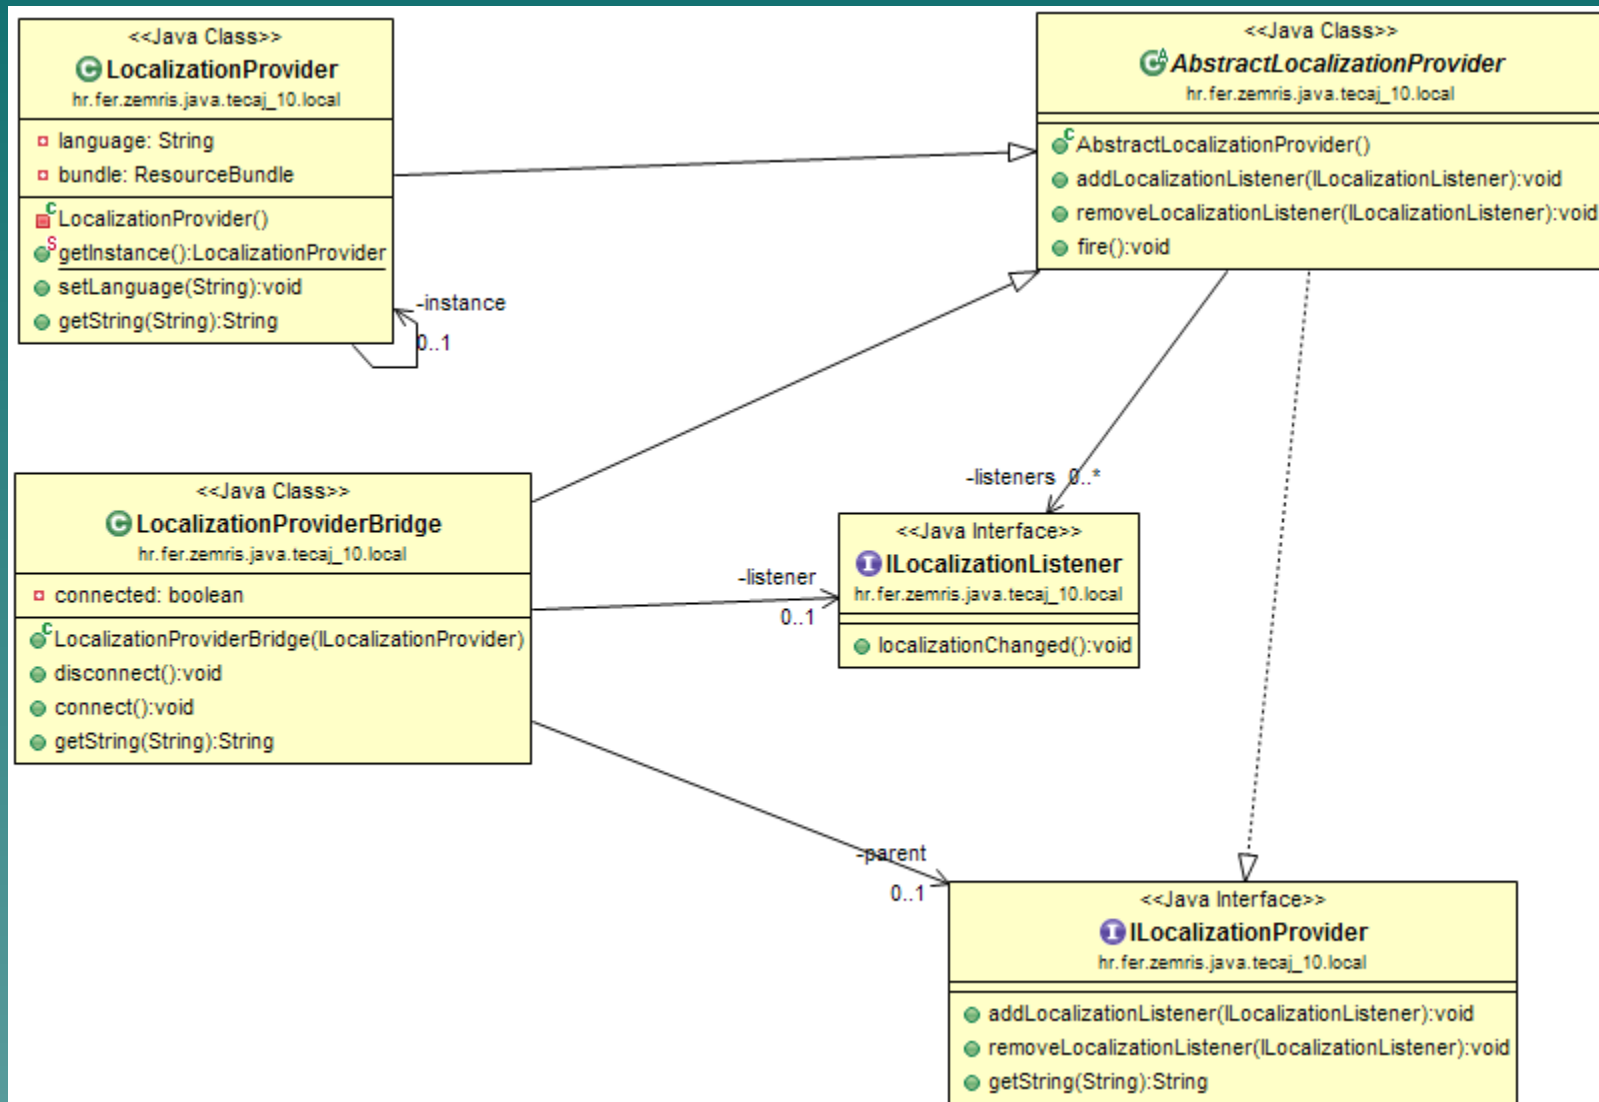 <<Java Class>>
LocalizationProvider
hr.fer.zemris.java.tecaj_10.local
language: String
bundle: ResourceBundle
LocalizationProvider()
getInstance():LocalizationProvider
setLanguage(String):void
getString(String):String
-instance
0..1
<<Java Class>>
AbstractLocalizationProvider
hr.fer.zemris.java.tecaj_10.local
AbstractLocalizationProvider()
addLocalizationListener(ILocalizationListener):void
removeLocalizationListener(ILocalizationListener):void
fire():void
<<Java Class>>
LocalizationProviderBridge
hr.fer.zemris.java.tecaj_10.local
connected: boolean
LocalizationProviderBridge(ILocalizationProvider)
disconnect():void
connect():void
getString(String):String
-listeners 0..*
-listener
0..1
<<Java Interface>>
ILocalizationListener
hr.fer.zemris.java.tecaj_10.local
localizationChanged():void
-parent
0..1
<<Java Interface>>
ILocalizationProvider
hr.fer.zemris.java.tecaj_10.local
addLocalizationListener(ILocalizationListener):void
removeLocalizationListener(ILocalizationListener):void
getString(String):String